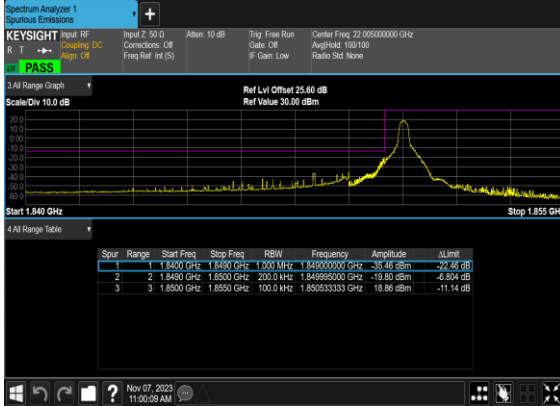 Spectrum Analyzer 1
Spurious Emissions
+
KEYSIGHT Input: RF Input Z: 50 Ω Atten: 10 dB Trig: Free Run Center Freq: 22.005000000 GHz
R T Coupling: DC Corrections: Off Gate: Off Avg|Hold: 100/100
Align: Off Freq Ref: Int (S) IF Gain: Low Radio Std: None
PASS
3 All Range Graph Ref Lvl Offset 25.60 dB
Scale/Div 10.0 dB Ref Value 30.00 dBm
20.0
10.0
0.00
-10.0
-20.0
-30.0
-40.0
-50.0
-60.0
Start 1.840 GHz Stop 1.855 GH
4 All Range Table
Spur Range Start Freq Stop Freq RBW Frequency Amplitude ΔLimit
1 1 1.8400 GHz 1.8490 GHz 1.000 MHz 1.849000000 GHz -35.46 dBm -22.46 dB
2 2 1.8490 GHz 1.8500 GHz 200.0 kHz 1.849995000 GHz -19.80 dBm -6.804 dB
3 3 1.8500 GHz 1.8550 GHz 100.0 kHz 1.850533333 GHz 18.86 dBm -11.14 dB
? Nov 07, 2023
11:00:09 AM